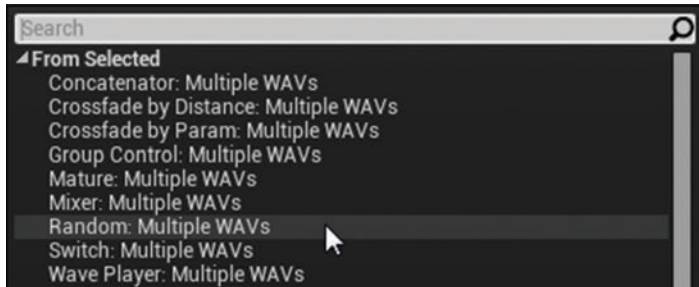 Search
From Selected
Concatenator: Multiple WAVs
Crossfade by Distance: Multiple WAVs
Crossfade by Param: Multiple WAVs
Group Control: Multiple WAVs
Mature: Multiple WAVs
Mixer: Multiple WAVs
Random: Multiple WAVs
Switch: Multiple WAVs
Wave Player: Multiple WAVs